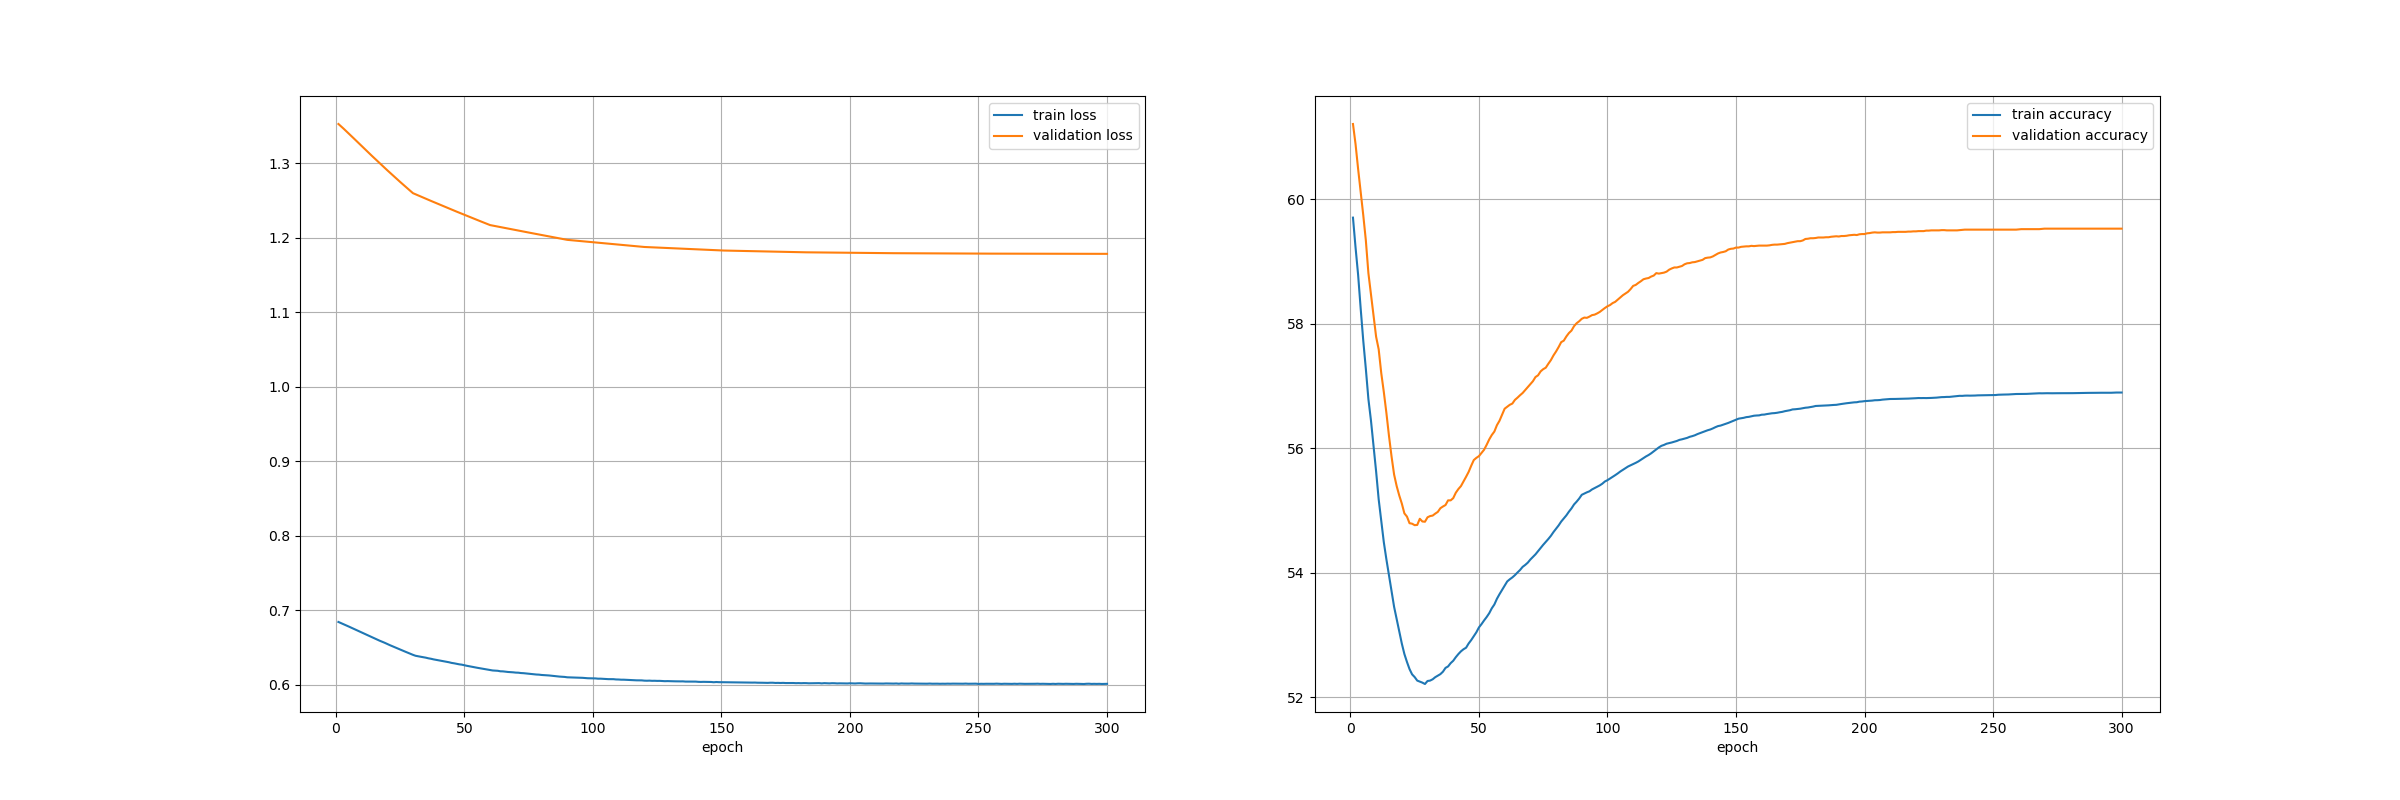 train loss
validation loss
1.3
1.2
1.1
1.0
0.9
0.8
0.7
0.6
0 50 100 150 200 250 300
epoch
train accuracy
validation accuracy
60
58
56
54
52
0 50 100 150 200 250 300
epoch